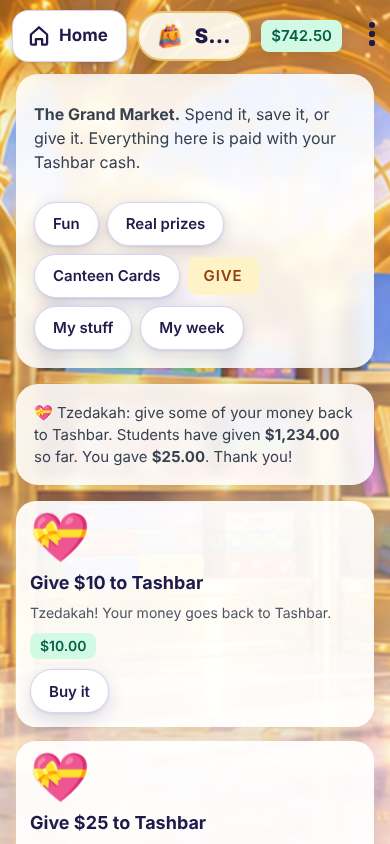 Home
S...
$742.50
The Grand Market. Spend it, save it, or
give it. Everything here is paid with your
Tashbar cash.
Fun
Real prizes
Canteen Cards
GIVE
My stuff
My week
Tzedakah: give some of your money back
to Tashbar. Students have given $1,234.00
so far. You gave $25.00. Thank you!
Give $10 to Tashbar
Tzedakah! Your money goes back to Tashbar.
$10.00
Buy it
Give $25 to Tashbar